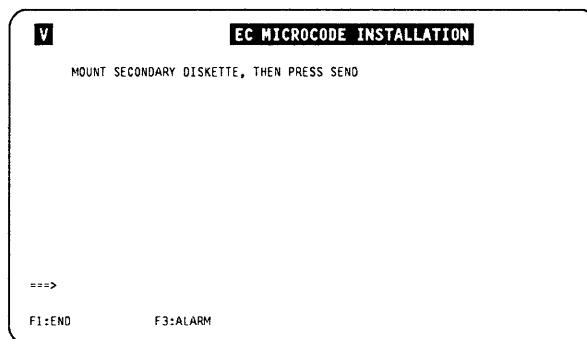 V EC MICROCODE INSTALLATION
MOUNT SECONDARY DISKETTE, THEN PRESS SEND
===>
F1:END F3:ALARM